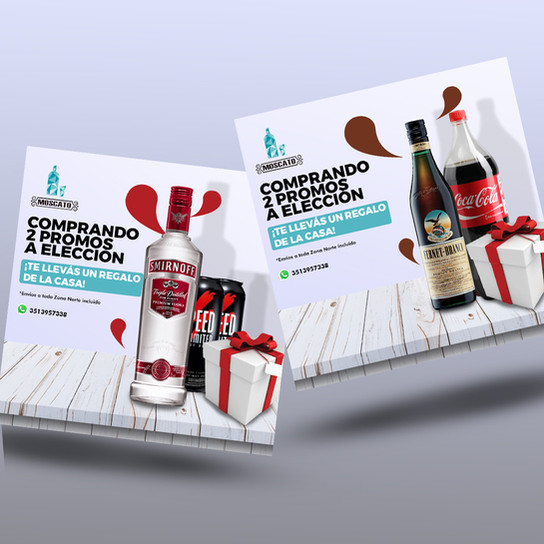 MOSCATO
COMPRANDO
2 PROMOS
A ELECCIÓN
¡TE LLEVÁS UN REGALO
DE LA CASA!
*Envíos a toda Zona Norte incluido
3513957338
SMIRNOFF
Triple Distilled
MOSCATO
COMPRANDO
2 PROMOS
A ELECCIÓN
¡TE LLEVÁS UN REGALO
DE LA CASA!
*Envíos a toda Zona Norte incluido
3513957338
FERNET-BRANCA
Coca-Cola